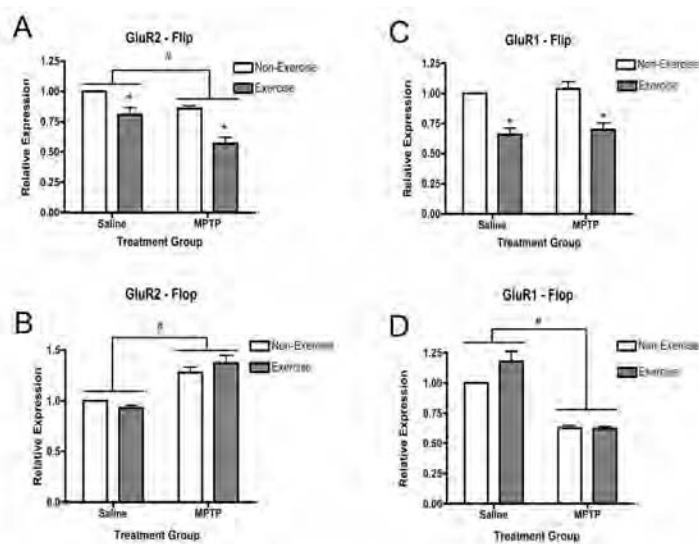 A
GluR2 - Flip
#
Non-Exercise
Exercise
Relative Expression
1.25
1.00
0.75
0.50
0.25
0.00
*
*
Saline
MPTP
Treatment Group
C
GluR1 - Flip
Non-Exercise
Exercise
Relative Expression
1.25
1.00
0.75
0.50
0.25
0.00
*
*
Saline
MPTP
Treatment Group
B
GluR2 - Flop
#
Non-Exercise
Exercise
Relative Expression
1.5
1.0
0.5
0.0
Saline
MPTP
Treatment Group
D
GluR1 - Flop
#
Non-Exercise
Exercise
Relative Expression
1.25
1.00
0.75
0.50
0.25
0.00
Saline
MPTP
Treatment Group